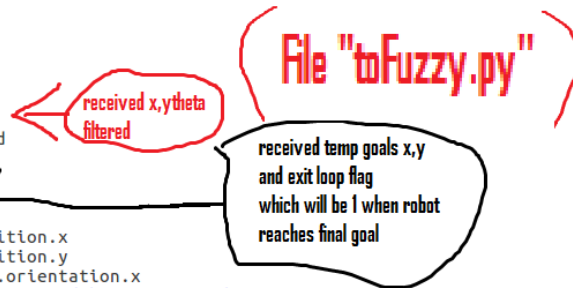 File "toFuzzy.py"
received x,ytheta
filtered
received temp goals x,y
and exit loop flag
which will be 1 when robot
reaches final goal
ition.x
ition.y
.orientation.x